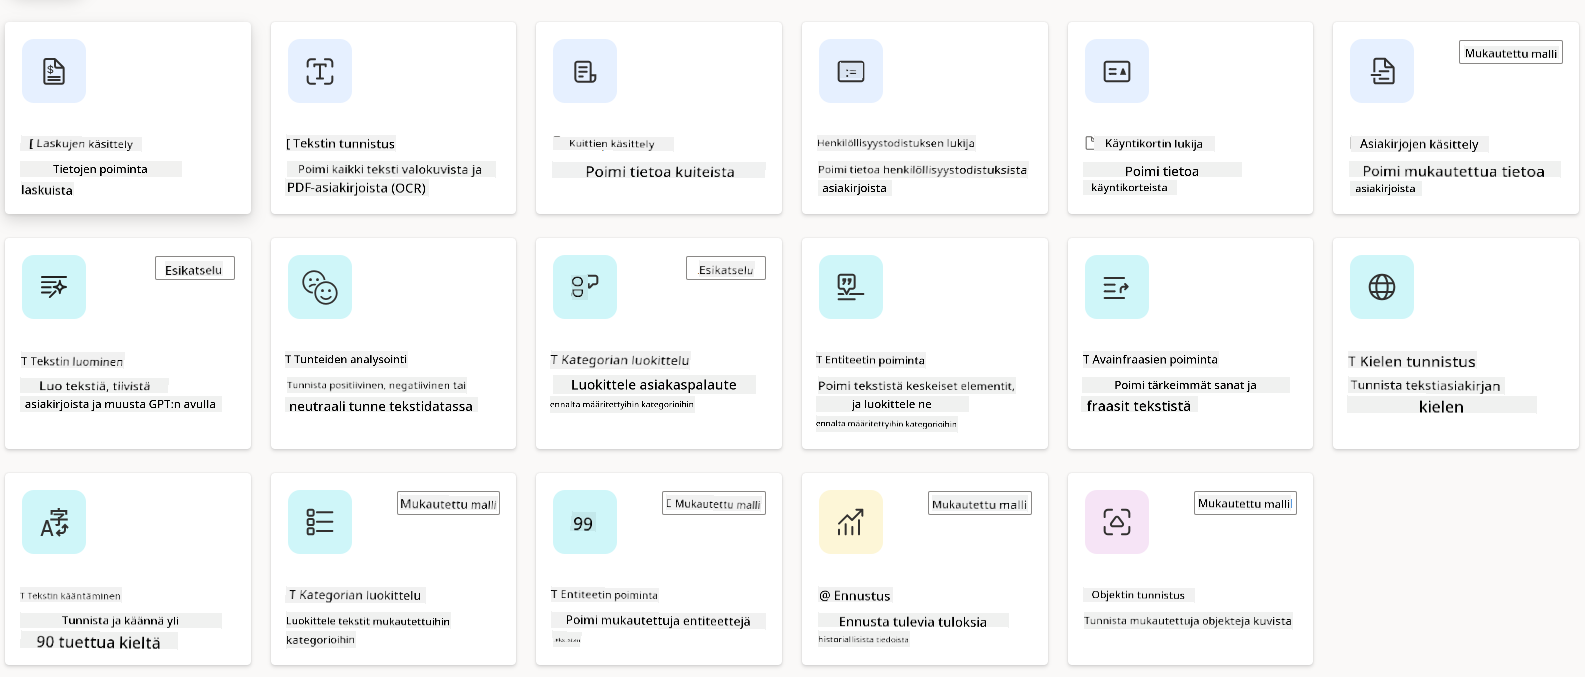 Laskujen käsittely
Tietojen poiminta
laskuista
Tekstin tunnistus
Poimi kaikki teksti valokuvista ja
PDF-asiakirjoista (OCR)
Kuittien käsittely
Poimi tietoa kuiteista
Henkilöllisyystodistuksen lukija
Poimi tietoa henkilöllisyystodistuksista
asiakirjoista
Käyntikortin lukija
Poimi tietoa
käyntikorteista
Mukautettu malli
Asiakirjojen käsittely
Poimi mukautettua tietoa
asiakirjoista
Esikatselu
T Tekstin luominen
Luo tekstiä, tiivistä
asiakirjoista ja muusta GPT:n avulla
T Tunteiden analysointi
Tunnista positiivinen, negatiivinen tai
neutraali tunne tekstidatassa
Esikatselu
T Kategorian luokittelu
Luokittele asiakaspalaute
ennalta määritettyihin kategorioihin
T Entiteetin poiminta
Poimi tekstistä keskeiset elementit,
ja luokittele ne
ennalta määritettyihin kategorioihin
T Avainfraasien poiminta
Poimi tärkeimmät sanat ja
fraasit tekstistä
T Kielen tunnistus
Tunnista tekstiasiakirjan
kielen
T Tekstin kääntäminen
Tunnista ja käännä yli
90 tuettua kieltä
Mukautettu malli
T Kategorian luokittelu
Luokittele tekstit mukautettuihin
kategorioihin
Mukautettu malli
99
T Entiteetin poiminta
Poimi mukautettuja entiteettejä
Mukautettu malli
@ Ennustus
Ennusta tulevia tuloksia
historiallisista tiedoista
Mukautettu malli
Objektin tunnistus
Tunnista mukautettuja objekteja kuvista